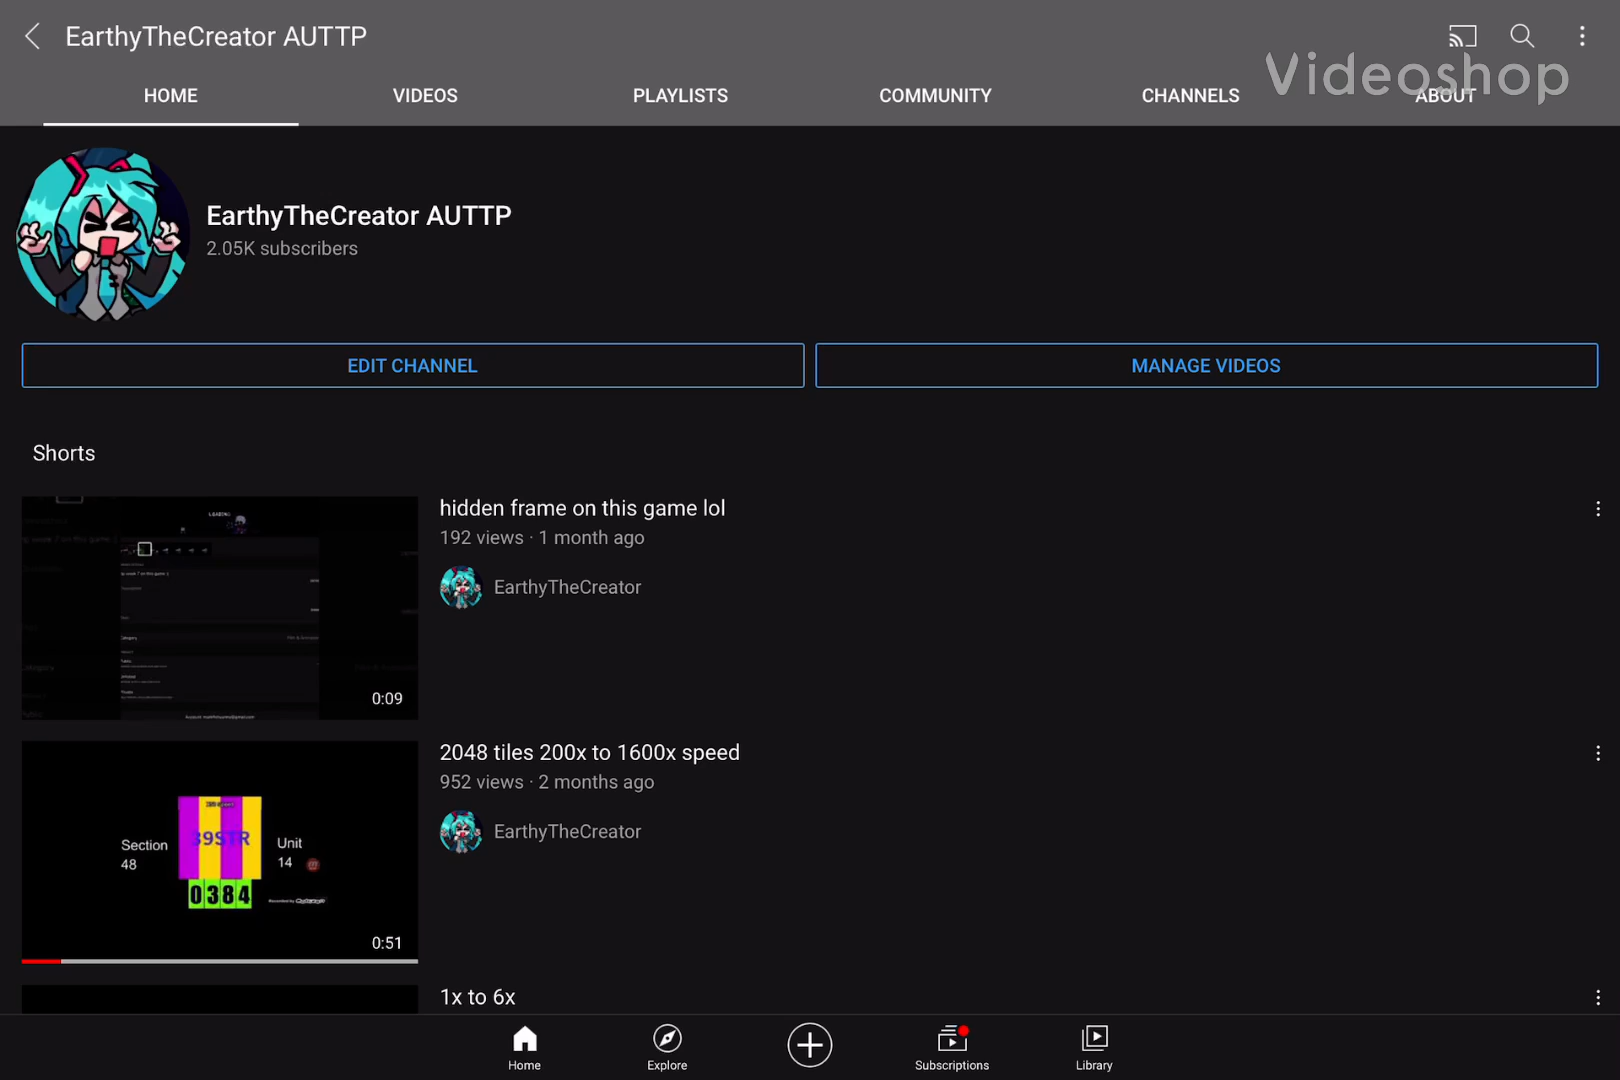 EarthyTheCreator AUTTP
Videoshop
HOME
VIDEOS
PLAYLISTS
COMMUNITY
CHANNELS
ABOUT
EarthyTheCreator AUTTP
2.05K subscribers
EDIT CHANNEL
MANAGE VIDEOS
Shorts
LOADING
0:09
hidden frame on this game lol
192 views · 1 month ago
EarthyTheCreator
Section
48
39STR
Unit
14
0384
0:51
2048 tiles 200x to 1600x speed
952 views · 2 months ago
EarthyTheCreator
1x to 6x
Home
Explore
Subscriptions
Library